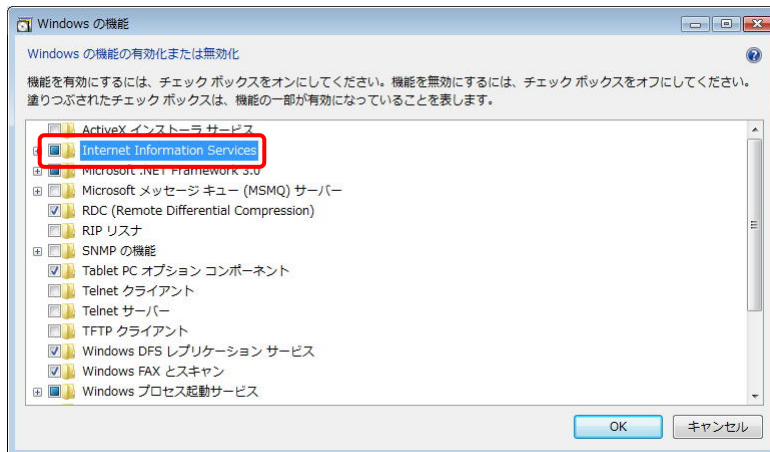 Windows の機能
Windows の機能の有効化または無効化
機能を有効にするには、チェック ボックスをオンにしてください。機能を無効にするには、チェック ボックスをオフにしてください。
塗りつぶされたチェック ボックスは、機能の一部が有効になっていることを表します。
ActiveX インストーラ サービス
Internet Information Services
Microsoft .NET Framework 3.0
Microsoft メッセージ キュー (MSMQ) サーバー
RDC (Remote Differential Compression)
RIP リスナ
SNMP の機能
Tablet PC オプション コンポーネント
Telnet クライアント
Telnet サーバー
TFTP クライアント
Windows DFS レプリケーション サービス
Windows FAX とスキャン
Windows プロセス起動サービス
OK
キャンセル